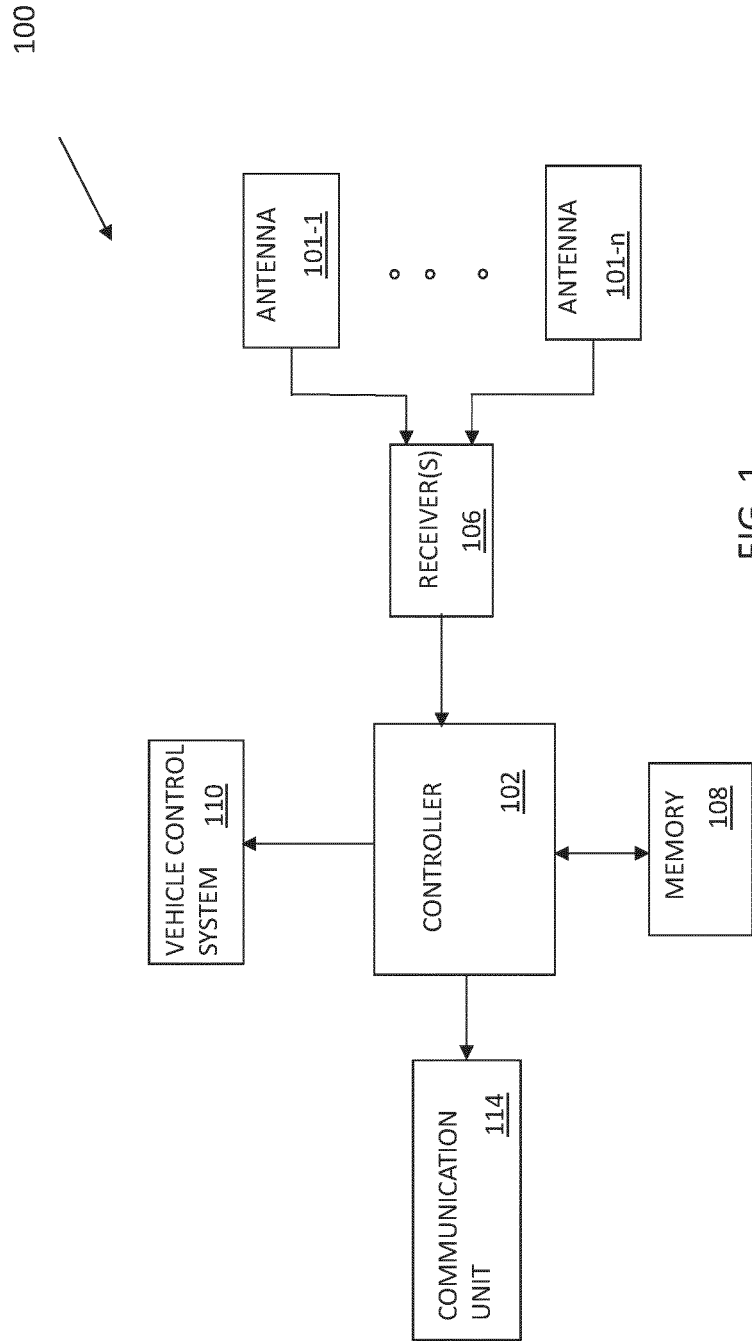 100
VEHICLE CONTROL
SYSTEM 110
ANTENNA
101-1
COMMUNICATION
UNIT 114
CONTROLLER
102
RECEIVER(S)
106
ANTENNA
101-n
MEMORY
108
FIG. 1